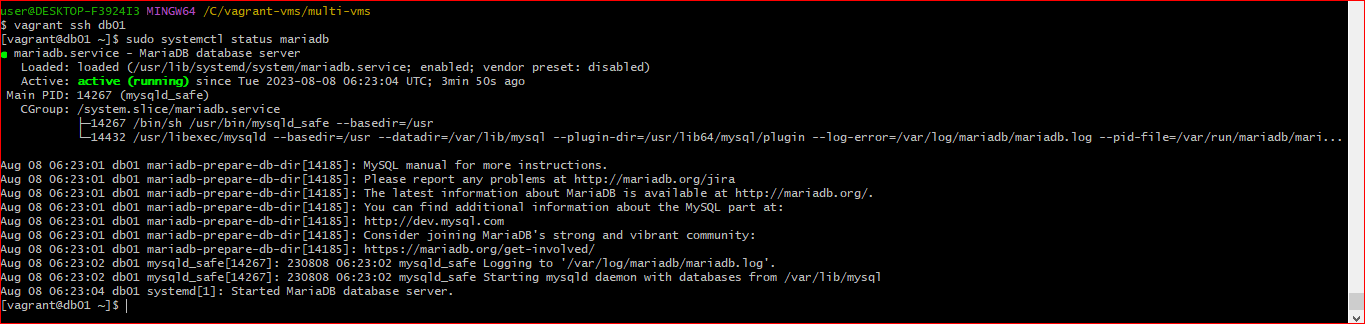 user@DESKTOP-F3924I3 MINGW64 /C/vagrant-vms/multi-vms
$ vagrant ssh db01
[vagrant@db01 ~]$ sudo systemctl status mariadb
● mariadb.service - MariaDB database server
   Loaded: loaded (/usr/lib/systemd/system/mariadb.service; enabled; vendor preset: disabled)
   Active: active (running) since Tue 2023-08-08 06:23:04 UTC; 3min 50s ago
 Main PID: 14267 (mysqld_safe)
   CGroup: /system.slice/mariadb.service
           ├─14267 /bin/sh /usr/bin/mysqld_safe --basedir=/usr
           └─14432 /usr/libexec/mysqld --basedir=/usr --datadir=/var/lib/mysql --plugin-dir=/usr/lib64/mysql/plugin --log-error=/var/log/mariadb/mariadb.log --pid-file=/var/run/mariadb/mari...
Aug 08 06:23:01 db01 mariadb-prepare-db-dir[14185]: MySQL manual for more instructions.
Aug 08 06:23:01 db01 mariadb-prepare-db-dir[14185]: Please report any problems at http://mariadb.org/jira
Aug 08 06:23:01 db01 mariadb-prepare-db-dir[14185]: The latest information about MariaDB is available at http://mariadb.org/.
Aug 08 06:23:01 db01 mariadb-prepare-db-dir[14185]: You can find additional information about the MySQL part at:
Aug 08 06:23:01 db01 mariadb-prepare-db-dir[14185]: http://dev.mysql.com
Aug 08 06:23:01 db01 mariadb-prepare-db-dir[14185]: Consider joining MariaDB's strong and vibrant community:
Aug 08 06:23:01 db01 mariadb-prepare-db-dir[14185]: https://mariadb.org/get-involved/
Aug 08 06:23:02 db01 mysqld_safe[14267]: 230808 06:23:02 mysqld_safe Logging to '/var/log/mariadb/mariadb.log'.
Aug 08 06:23:02 db01 mysqld_safe[14267]: 230808 06:23:02 mysqld_safe Starting mysqld daemon with databases from /var/lib/mysql
Aug 08 06:23:04 db01 systemd[1]: Started MariaDB database server.
[vagrant@db01 ~]$